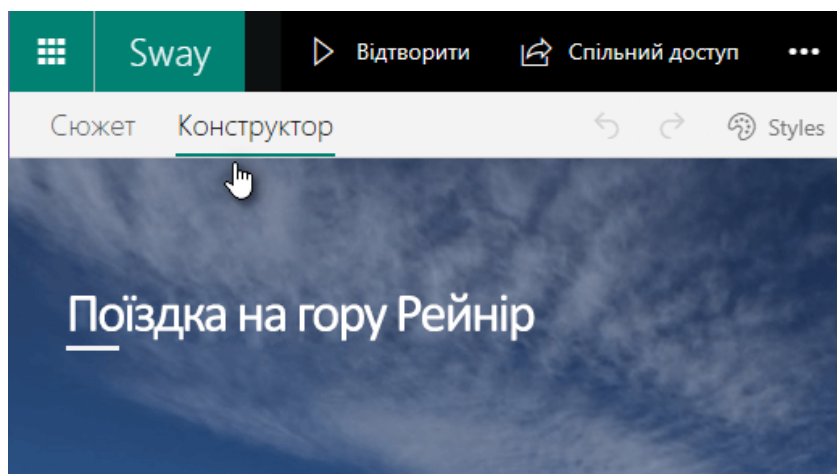 Sway Відтворити Спільний доступ
Сюжет Конструктор Styles
Поїздка на гору Рейнір